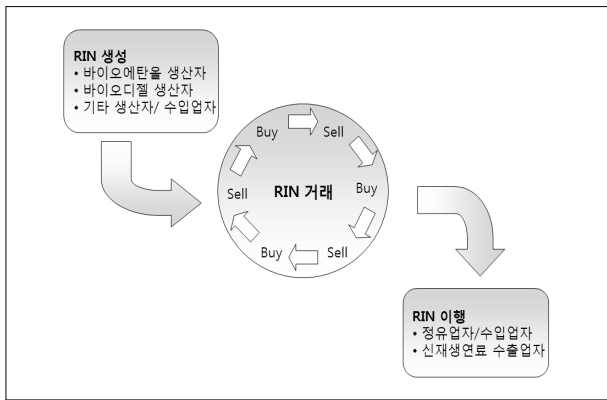 RIN 생성
• 바이오에탄올 생산자
• 바이오디젤 생산자
• 기타 생산자/ 수입업자
Buy
Sell
Sell
RIN 거래
Buy
Buy
Sell
RIN 이행
• 정유업자/수입업자
• 신재생연료 수출업자